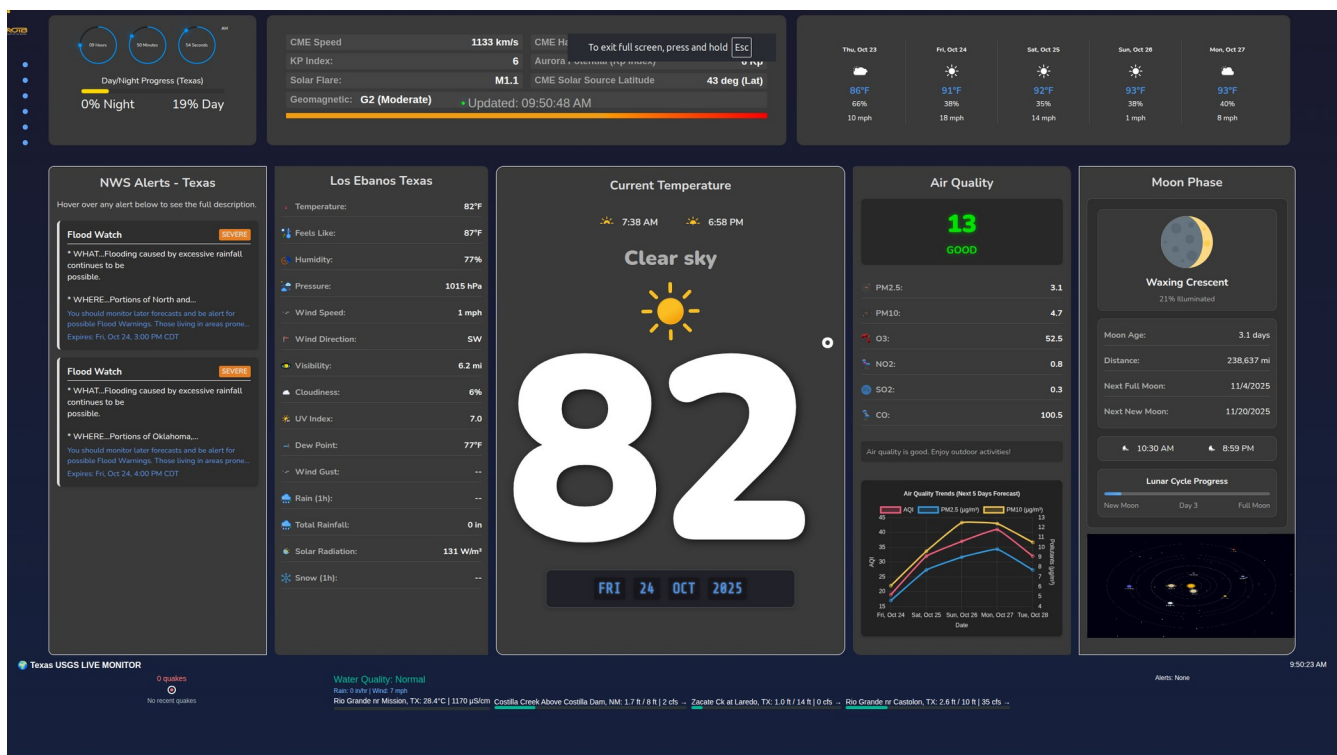 09 Hours
50 Minutes
54 Seconds
AM
Day/Night Progress (Texas)
0% Night
19% Day
CME Speed
1133 km/s
KP Index:
6
Solar Flare:
M1.1
CME Solar Source Latitude
43 deg (Lat)
Geomagnetic: G2 (Moderate)
Updated: 09:50:48 AM
To exit full screen, press and hold Esc
Thu, Oct 23
86°F
66%
10 mph
Fri, Oct 24
91°F
38%
18 mph
Sat, Oct 25
92°F
35%
14 mph
Sun, Oct 26
93°F
38%
1 mph
Mon, Oct 27
93°F
40%
8 mph
NWS Alerts - Texas
Hover over any alert below to see the full description.
Flood Watch
SEVERE
* WHAT...Flooding caused by excessive rainfall
continues to be
possible.
* WHERE...Portions of North and...
You should monitor later forecasts and be alert for
possible Flood Warnings. Those living in areas prone...
Expires: Fri, Oct 24, 3:00 PM CDT
Flood Watch
SEVERE
* WHAT...Flooding caused by excessive rainfall
continues to be
possible.
* WHERE...Portions of Oklahoma,...
You should monitor later forecasts and be alert for
possible Flood Warnings. Those living in areas prone...
Expires: Fri, Oct 24, 4:00 PM CDT
Los Ebanos Texas
Temperature: 82°F
Feels Like: 87°F
Humidity: 77%
Pressure: 1015 hPa
Wind Speed: 1 mph
Wind Direction: SW
Visibility: 6.2 mi
Cloudiness: 6%
UV Index: 7.0
Dew Point: 77°F
Wind Gust: --
Rain (1h): --
Total Rainfall: 0 in
Solar Radiation: 131 W/m²
Snow (1h): --
Current Temperature
7:38 AM
6:58 PM
Clear sky
82°
FRI 24 OCT 2025
Air Quality
13
GOOD
PM2.5: 3.1
PM10: 4.7
O3: 52.5
NO2: 0.8
SO2: 0.3
CO: 100.5
Air quality is good. Enjoy outdoor activities!
Air Quality Trends (Next 5 Days Forecast)
AQI
PM2.5 (µg/m³)
PM10 (µg/m³)
45
40
35
30
25
20
15
AQI
13
12
11
10
9
8
7
6
5
4
Pollutants (µg/m³)
Fri, Oct 24
Sat, Oct 25
Sun, Oct 26
Mon, Oct 27
Tue, Oct 28
Date
Moon Phase
Waxing Crescent
21% Illuminated
Moon Age: 3.1 days
Distance: 238,637 mi
Next Full Moon: 11/4/2025
Next New Moon: 11/20/2025
10:30 AM
8:59 PM
Lunar Cycle Progress
New Moon
Day 3
Full Moon
Texas USGS LIVE MONITOR
9:50:23 AM
0 quakes
No recent quakes
Water Quality: Normal
Rain: 0 in/hr | Wind: 7 mph
Rio Grande nr Mission, TX: 28.4°C | 1170 µS/cm
Costilla Creek Above Costilla Dam, NM: 1.7 ft / 8 ft | 2 cfs →
Zacate Ck at Laredo, TX: 1.0 ft / 14 ft | 0 cfs →
Rio Grande nr Castolon, TX: 2.6 ft / 10 ft | 35 cfs →
Alerts: None